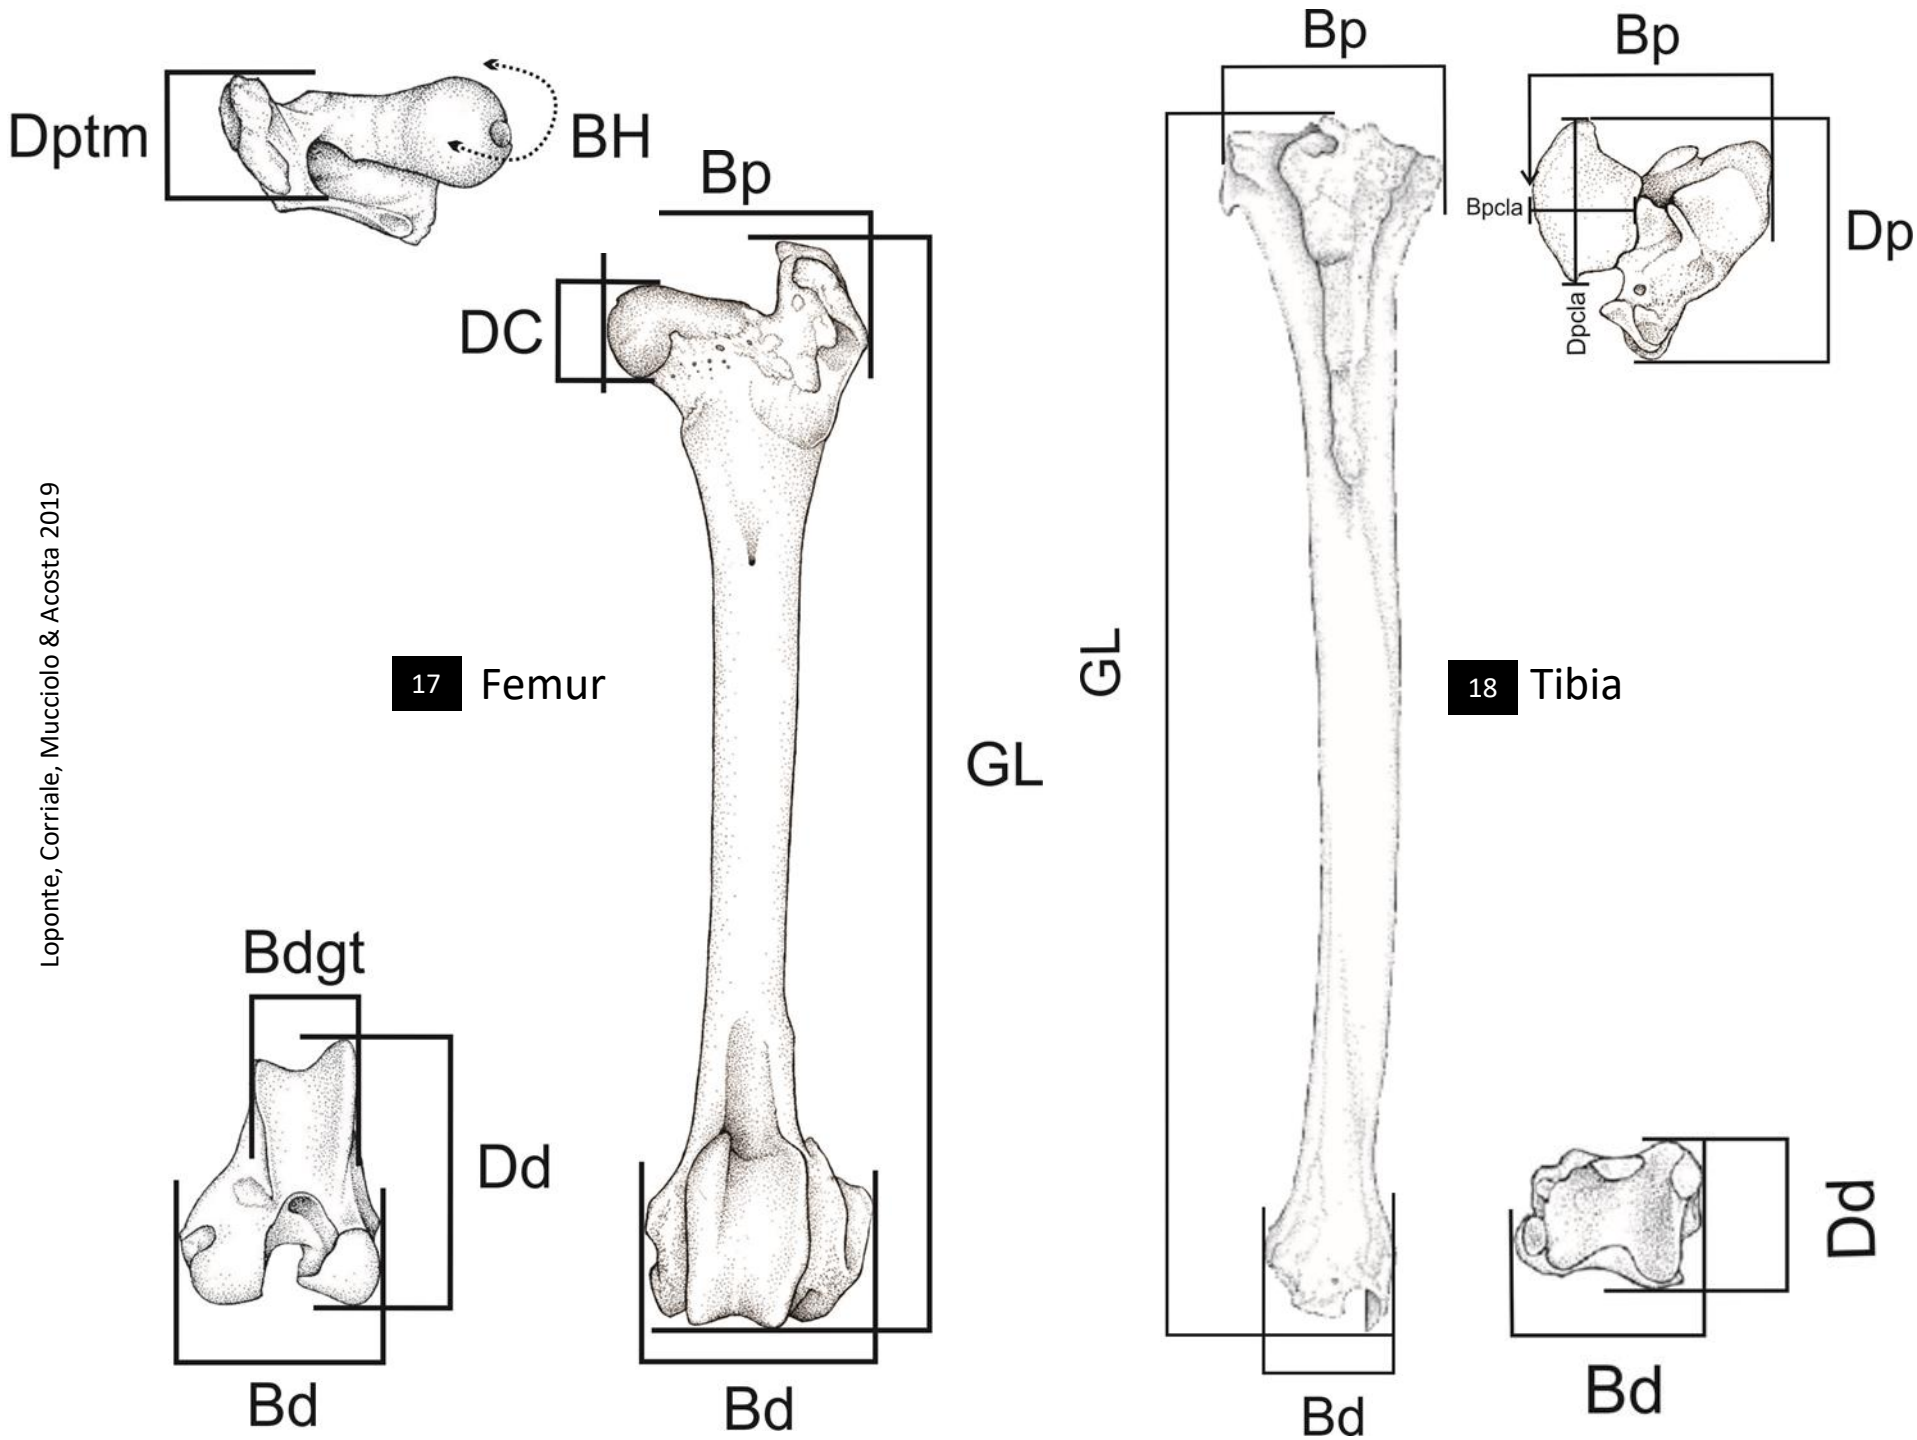 Dptm
BH
Bp
DC
GL
17 Femur
Bdgt
Dd
Bd
Bd
Bp
Bp
Bpcla
Dpcla
Dp
GL
18 Tibia
Dd
Bd
Bd
Loponte, Corriale, Mucciolo & Acosta 2019